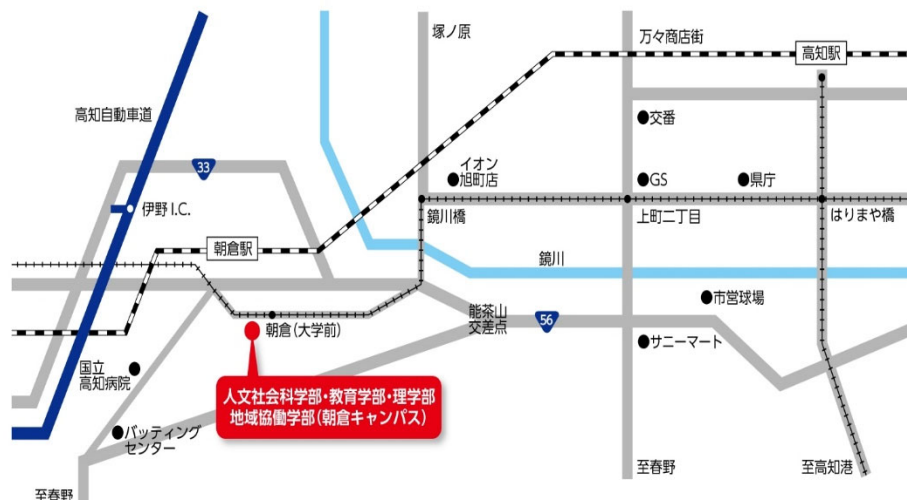 塚ノ原
万々商店街
高知駅
高知自動車道
交番
33
イオン
旭町店
GS
県庁
伊野 I.C.
鏡川橋
上町二丁目
はりまや橋
朝倉駅
鏡川
市営球場
能茶山
交差点
56
朝倉(大学前)
サニーマート
国立
高知病院
人文社会科学部・教育学部・理学部
地域協働学部(朝倉キャンパス)
バッティング
センター
至春野
至高知港
至春野